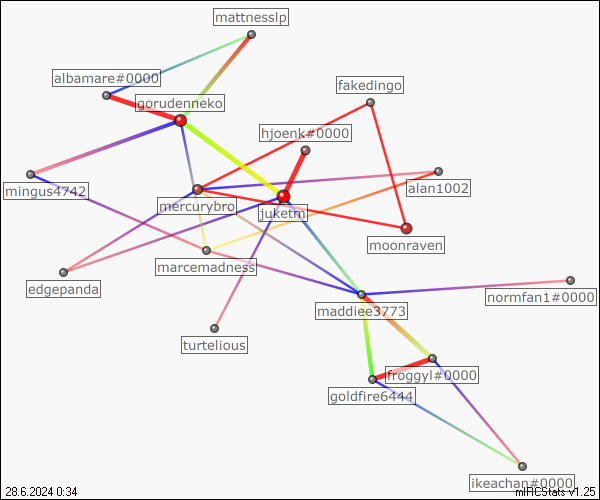 mattnesslp
albamare#0000
fakedingo
gorudenneko
hjoenk#0000
mingus4742
alan1002
mercurybro
juketm
moonraven
marcemadness
edgepanda
normfan1#0000
maddiee3773
turtelious
froggyl#0000
goldfire6444
ikeachan#0000
28.6.2024 0:34
mIRCStats v1.25